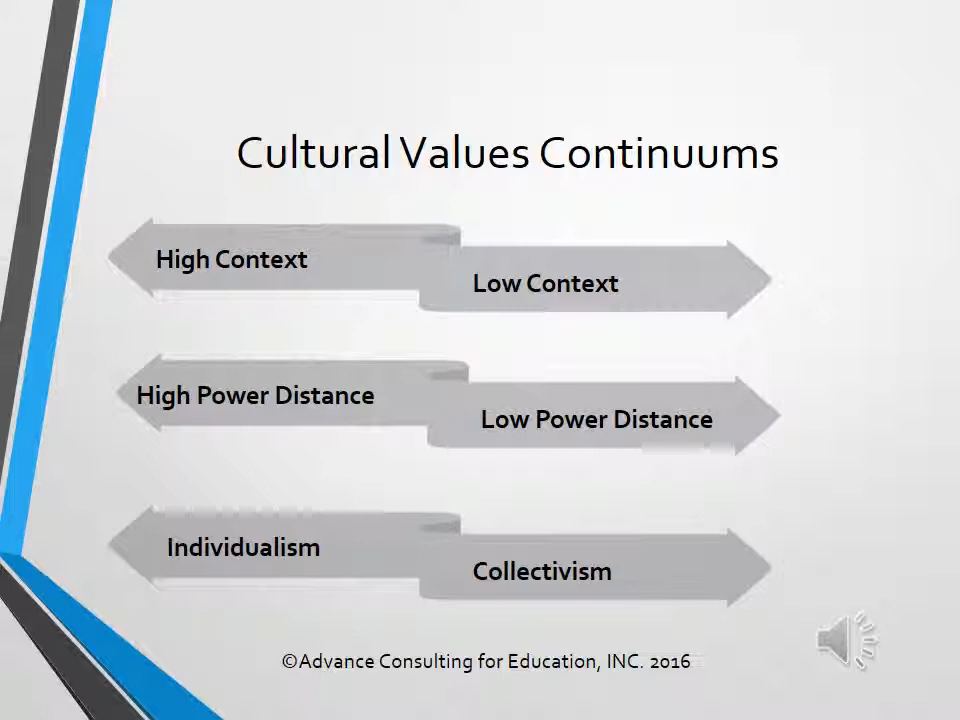 Cultural Values Continuums
High Context
Low Context
High Power Distance
Low Power Distance
Individualism
Collectivism
©Advance Consulting for Education, INC. 2016